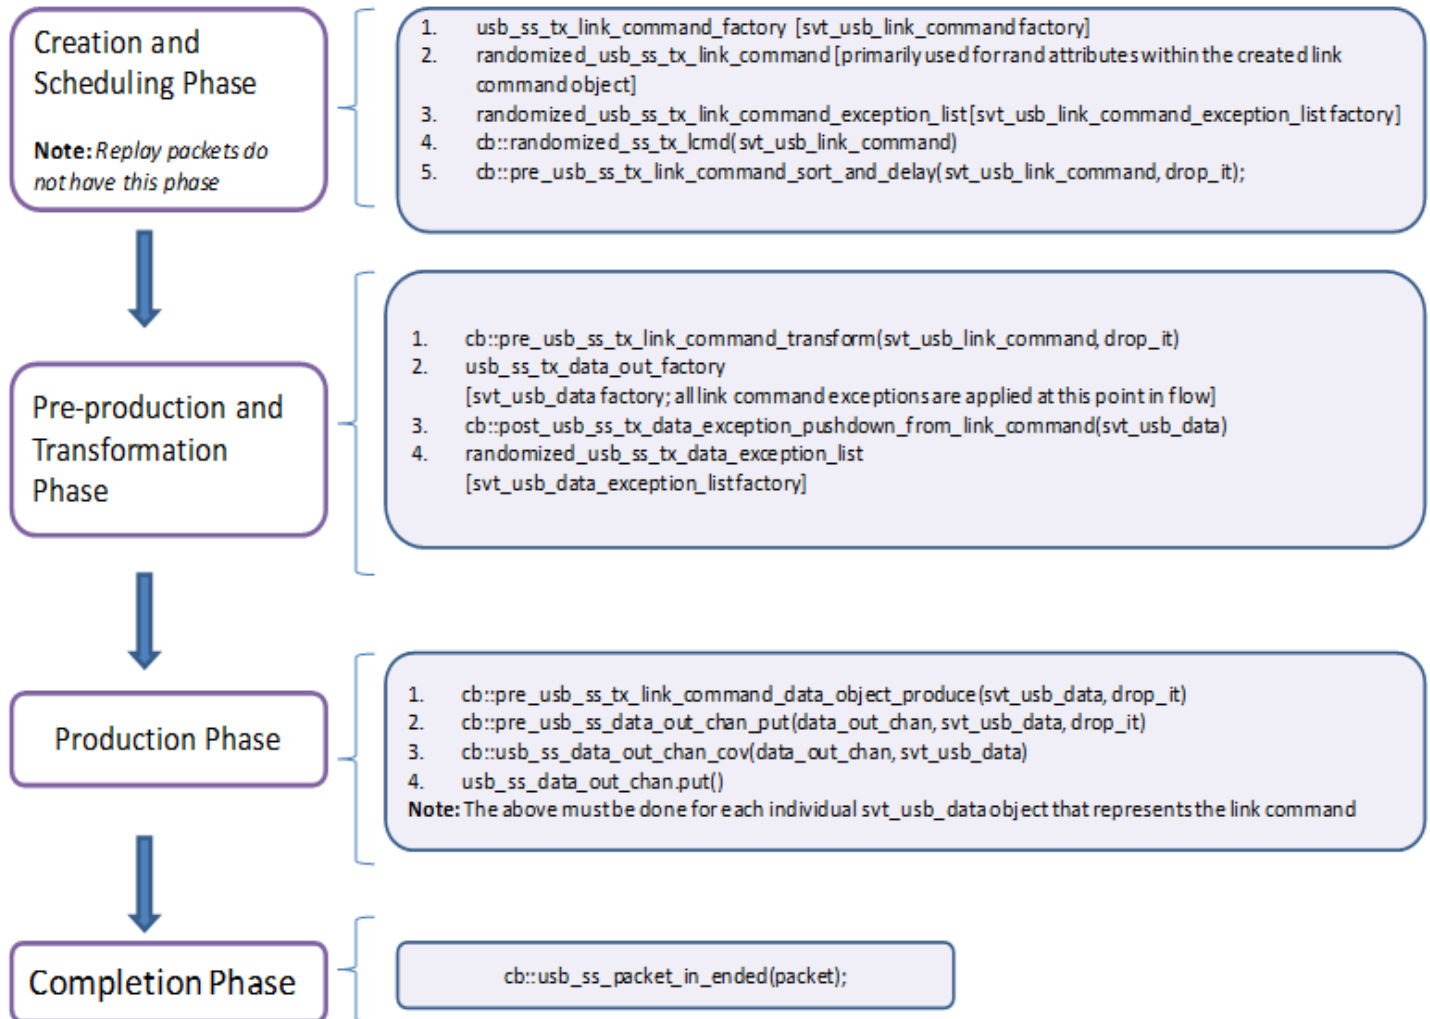 Creation and
Scheduling Phase
Note: Replay packets do
not have this phase
1. usb_ss_tx_link_command_factory [svt_usb_link_command factory]
2. randomized_usb_ss_tx_link_command [primarily used for rand attributes within the created link
command object]
3. randomized_usb_ss_tx_link_command_exception_list [svt_usb_link_command_exception_list factory]
4. cb::randomized_ss_tx_lcmd(svt_usb_link_command)
5. cb::pre_usb_ss_tx_link_command_sort_and_delay(svt_usb_link_command, drop_it);
Pre-production and
Transformation
Phase
1. cb::pre_usb_ss_tx_link_command_transform(svt_usb_link_command, drop_it)
2. usb_ss_tx_data_out_factory
[svt_usb_data factory; all link command exceptions are applied at this point in flow]
3. cb::post_usb_ss_tx_data_exception_pushdown_from_link_command(svt_usb_data)
4. randomized_usb_ss_tx_data_exception_list
[svt_usb_data_exception_list factory]
Production Phase
1. cb::pre_usb_ss_tx_link_command_data_object_produce(svt_usb_data, drop_it)
2. cb::pre_usb_ss_data_out_chan_put(data_out_chan, svt_usb_data, drop_it)
3. cb::usb_ss_data_out_chan_cov(data_out_chan, svt_usb_data)
4. usb_ss_data_out_chan.put()
Note: The above must be done for each individual svt_usb_data object that represents the link command
Completion Phase
cb::usb_ss_packet_in_ended(packet);